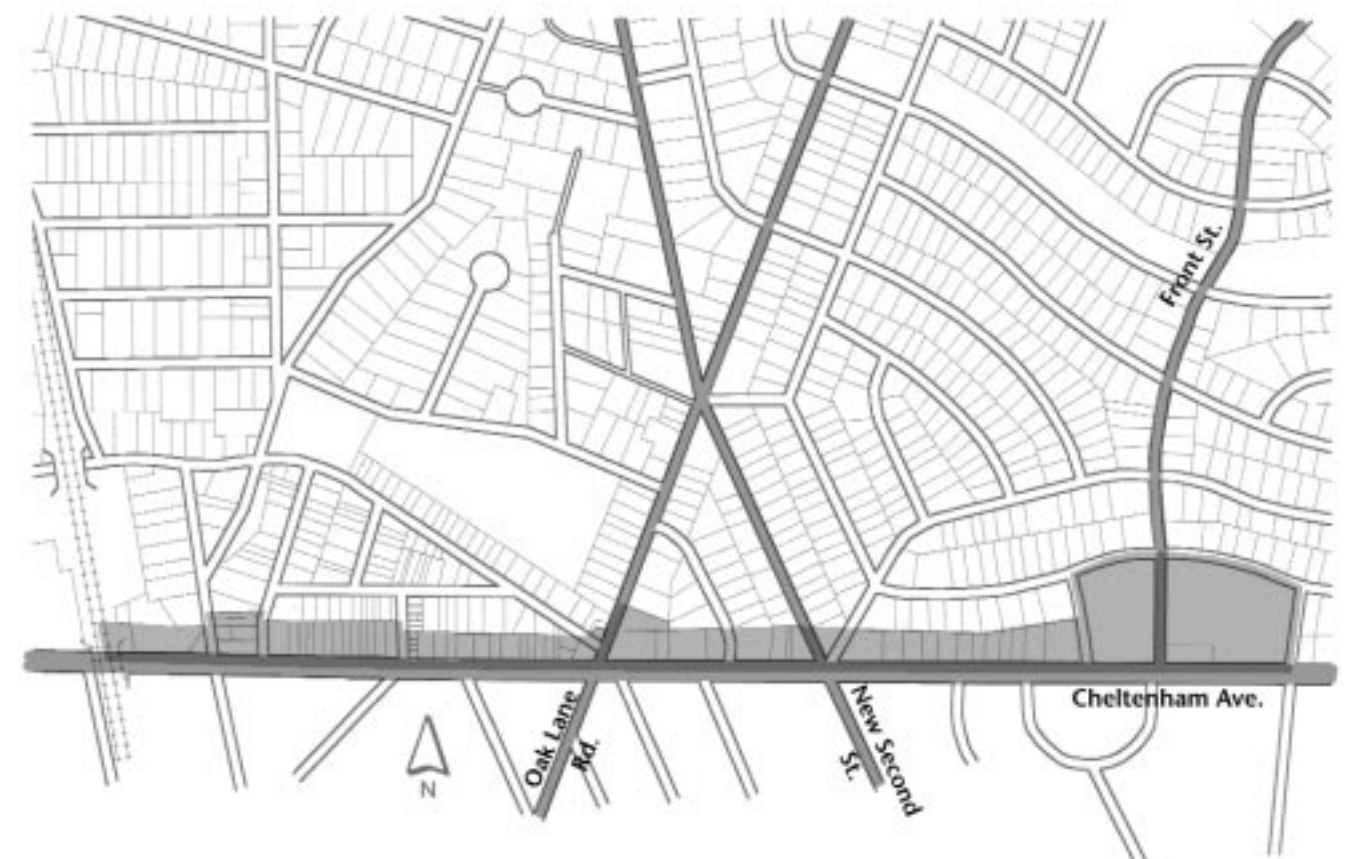 Front St.
Cheltenham Ave.
Oak Lane
Rd.
New Second
St.
N